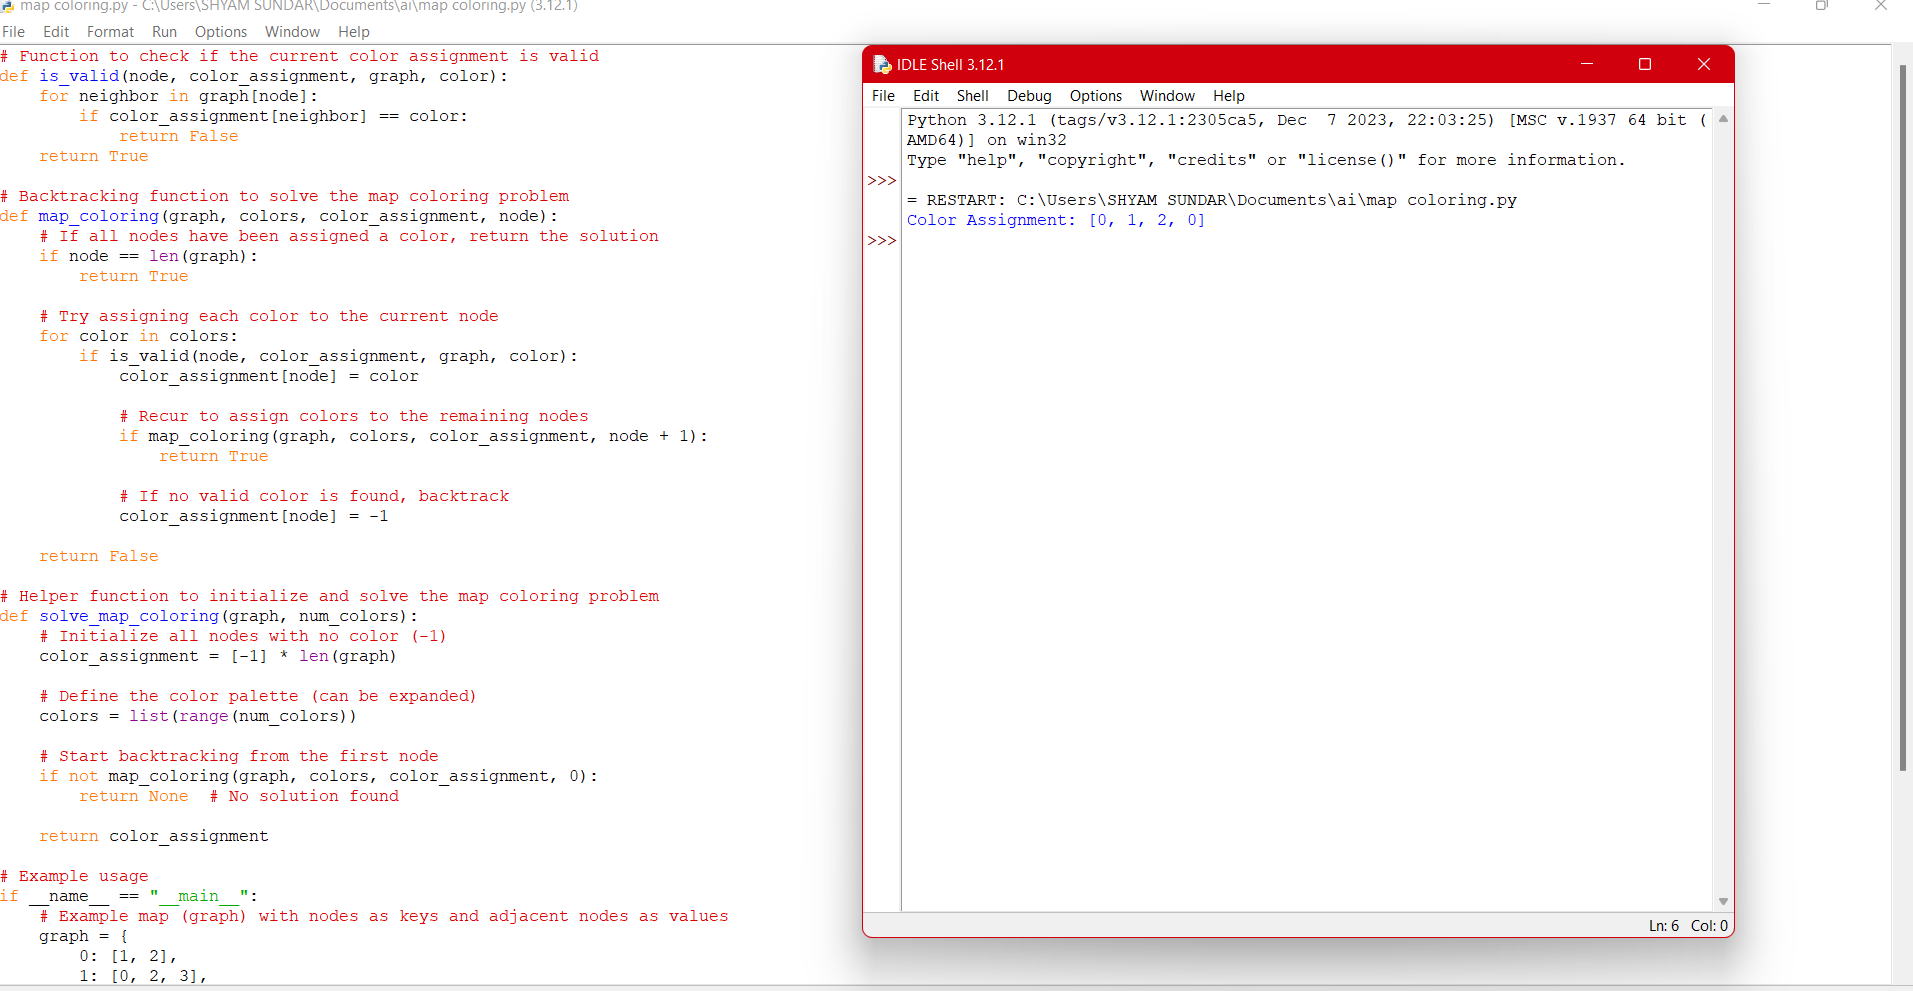 map coloring.py - C:\Users\SHYAM SUNDAR\Documents\ai\map coloring.py (3.12.1)
File Edit Format Run Options Window Help
# Function to check if the current color assignment is valid
def is_valid(node, color_assignment, graph, color):
    for neighbor in graph[node]:
        if color_assignment[neighbor] == color:
            return False
    return True

# Backtracking function to solve the map coloring problem
def map_coloring(graph, colors, color_assignment, node):
    # If all nodes have been assigned a color, return the solution
    if node == len(graph):
        return True

    # Try assigning each color to the current node
    for color in colors:
        if is_valid(node, color_assignment, graph, color):
            color_assignment[node] = color

            # Recur to assign colors to the remaining nodes
            if map_coloring(graph, colors, color_assignment, node + 1):
                return True

            # If no valid color is found, backtrack
            color_assignment[node] = -1

    return False

# Helper function to initialize and solve the map coloring problem
def solve_map_coloring(graph, num_colors):
    # Initialize all nodes with no color (-1)
    color_assignment = [-1] * len(graph)

    # Define the color palette (can be expanded)
    colors = list(range(num_colors))

    # Start backtracking from the first node
    if not map_coloring(graph, colors, color_assignment, 0):
        return None  # No solution found

    return color_assignment

# Example usage
if __name__ == "__main__":
    # Example map (graph) with nodes as keys and adjacent nodes as values
    graph = {
        0: [1, 2],
        1: [0, 2, 3],
IDLE Shell 3.12.1
File Edit Shell Debug Options Window Help
Python 3.12.1 (tags/v3.12.1:2305ca5, Dec  7 2023, 22:03:25) [MSC v.1937 64 bit (
AMD64)] on win32
Type "help", "copyright", "credits" or "license()" for more information.
>>>
= RESTART: C:\Users\SHYAM SUNDAR\Documents\ai\map coloring.py
Color Assignment: [0, 1, 2, 0]
>>>
Ln: 6 Col: 0